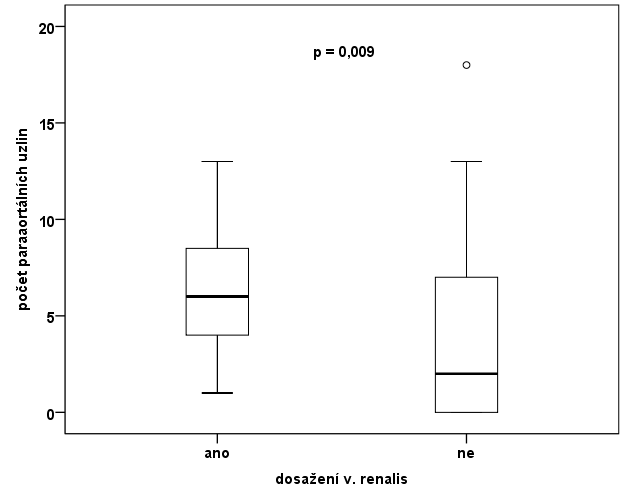 20
p = 0,009
15
10
5
0
počet paraaortálních uzlin
ano
ne
dosažení v. renalis